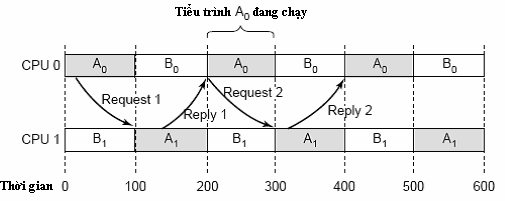 Tiểu trình A0 đang chạy
CPU 0 A0 B0 A0 B0 A0 B0
Request 1 Reply 1 Request 2 Reply 2
CPU 1 B1 A1 B1 A1 B1 A1
Thời gian 0 100 200 300 400 500 600